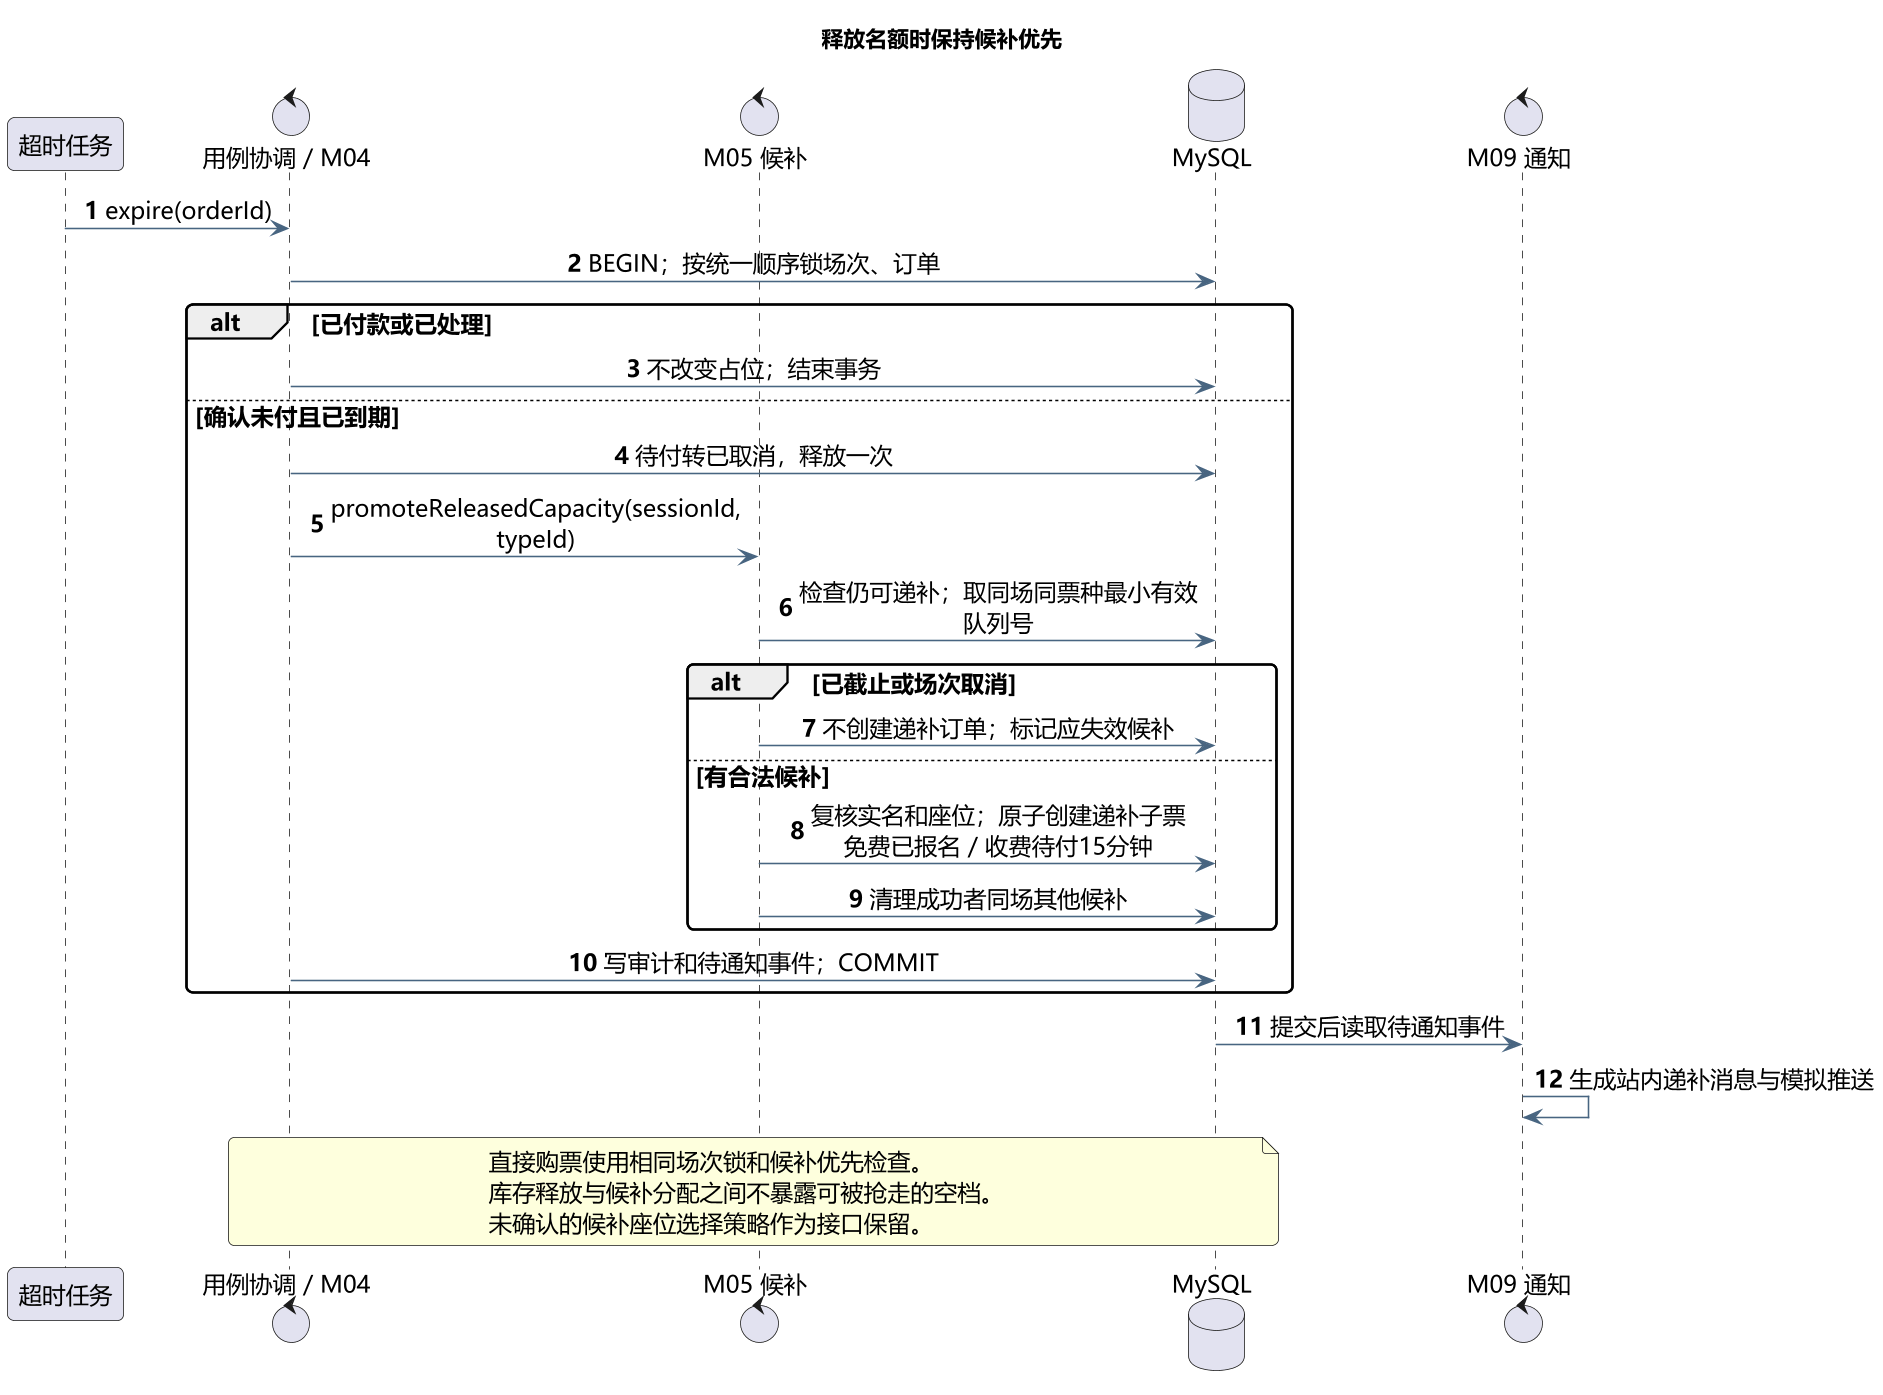 释放名额时保持候补优先
超时任务
用例协调 / M04
M05 候补
MySQL
M09 通知
1 expire(orderId)
2 BEGIN；按统一顺序锁场次、订单
alt [已付款或已处理]
3 不改变占位；结束事务
[确认未付且已到期]
4 待付转已取消，释放一次
5 promoteReleasedCapacity(sessionId,
typeId)
6 检查仍可递补；取同场同票种最小有效
队列号
alt [已截止或场次取消]
7 不创建递补订单；标记应失效候补
[有合法候补]
8 复核实名和座位；原子创建递补子票
免费已报名 / 收费待付15分钟
9 清理成功者同场其他候补
10 写审计和待通知事件；COMMIT
11 提交后读取待通知事件
12 生成站内递补消息与模拟推送
直接购票使用相同场次锁和候补优先检查。
库存释放与候补分配之间不暴露可被抢走的空档。
未确认的候补座位选择策略作为接口保留。
超时任务
用例协调 / M04
M05 候补
MySQL
M09 通知